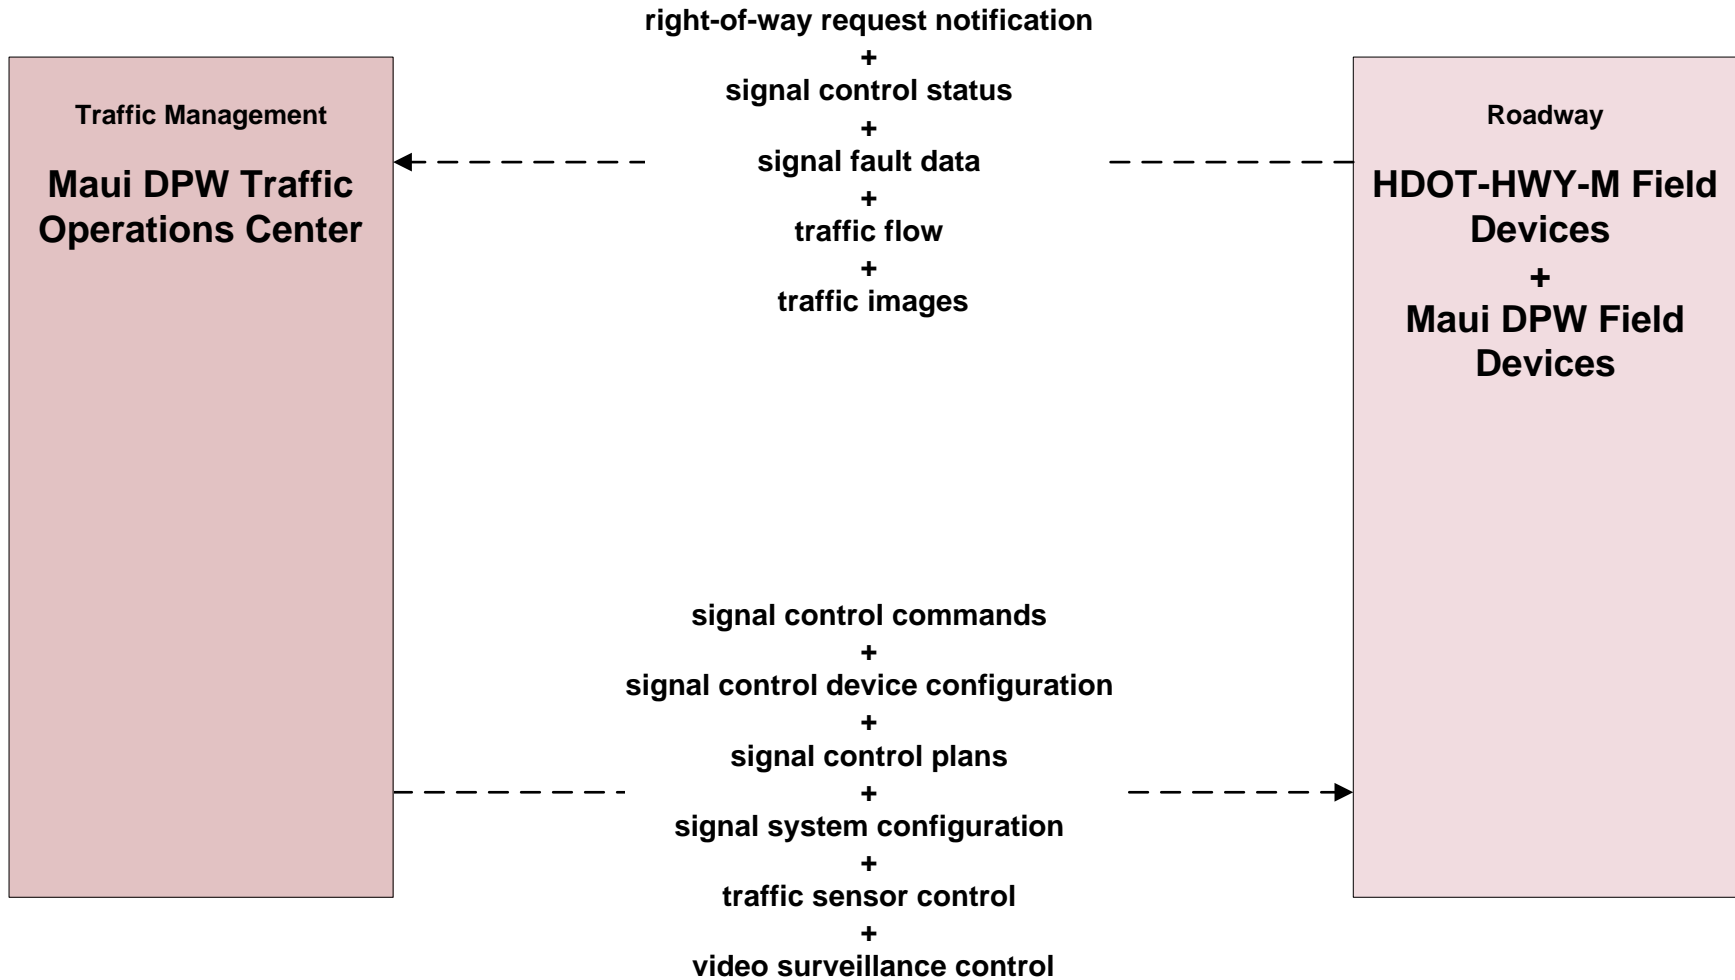 right-of-way request notification
+
signal control status
+
signal fault data
+
traffic flow
+
traffic images
Traffic Management
Maui DPW Traffic
Operations Center
Roadway
HDOT-HWY-M Field
Devices
+
Maui DPW Field
Devices
signal control commands
+
signal control device configuration
+
signal control plans
+
signal system configuration
+
traffic sensor control
+
video surveillance control